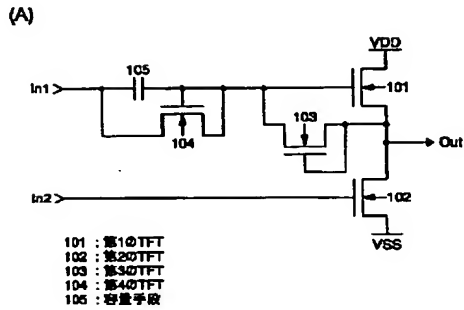 (A)
VDD
105
In1
101
103
104
Out
In2
102
VSS
101 : 第1のTFT
102 : 第2のTFT
103 : 第3のTFT
104 : 第4のTFT
105 : 容量手段